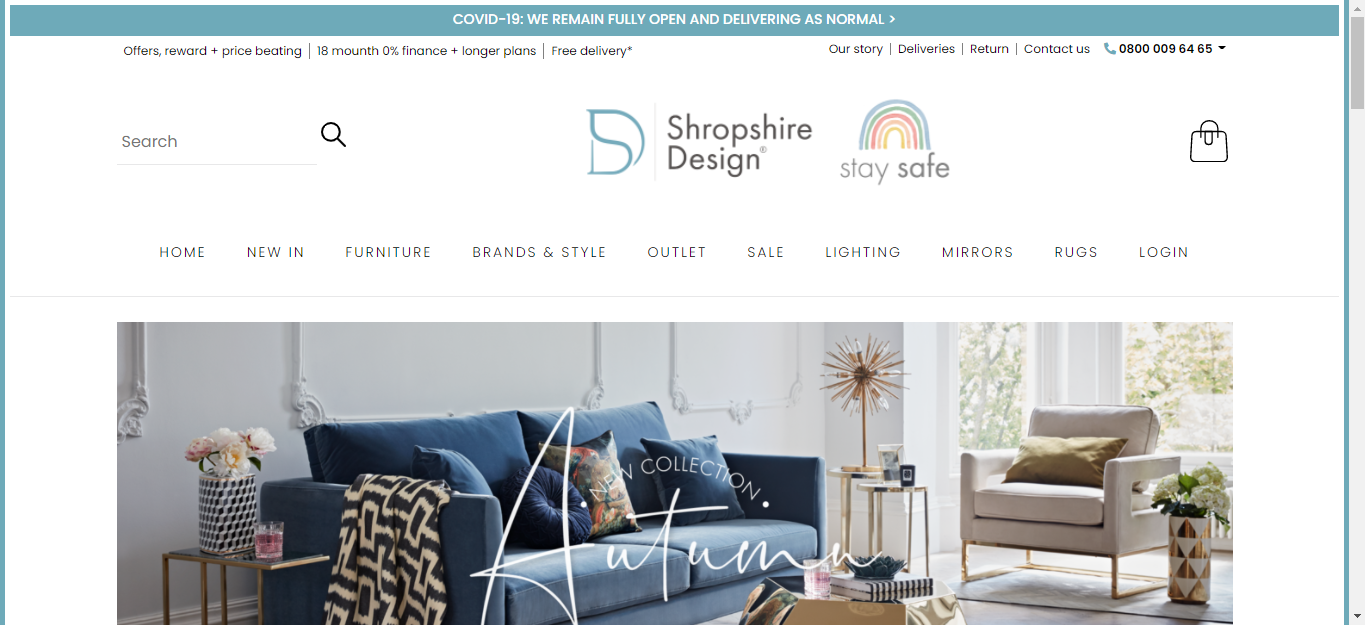 COVID-19: WE REMAIN FULLY OPEN AND DELIVERING AS NORMAL >
Offers, reward + price beating | 18 mounth 0% finance + longer plans | Free delivery*
Our story | Deliveries | Return | Contact us 0800 009 64 65
Search
Shropshire
Design®
stay safe
HOME NEW IN FURNITURE BRANDS & STYLE OUTLET SALE LIGHTING MIRRORS RUGS LOGIN
· NEW COLLECTION ·
Autumn